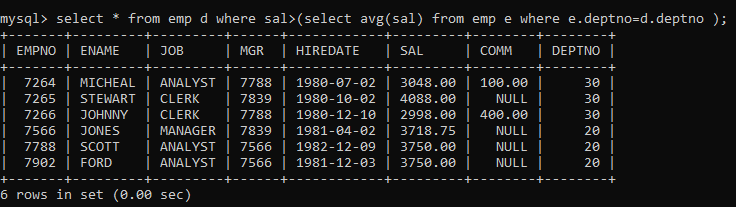 mysql> select * from emp d where sal>(select avg(sal) from emp e where e.deptno=d.deptno );
+-------+---------+---------+------+------------+---------+--------+--------+
| EMPNO | ENAME   | JOB     | MGR  | HIREDATE   | SAL     | COMM   | DEPTNO |
+-------+---------+---------+------+------------+---------+--------+--------+
|  7264 | MICHEAL | ANALYST | 7788 | 1980-07-02 | 3048.00 | 100.00 |     30 |
|  7265 | STEWART | CLERK   | 7839 | 1980-10-02 | 4088.00 |   NULL |     30 |
|  7266 | JOHNNY  | CLERK   | 7788 | 1980-12-10 | 2998.00 | 400.00 |     30 |
|  7566 | JONES   | MANAGER | 7839 | 1981-04-02 | 3718.75 |   NULL |     20 |
|  7788 | SCOTT   | ANALYST | 7566 | 1982-12-09 | 3750.00 |   NULL |     20 |
|  7902 | FORD    | ANALYST | 7566 | 1981-12-03 | 3750.00 |   NULL |     20 |
+-------+---------+---------+------+------------+---------+--------+--------+
6 rows in set (0.00 sec)